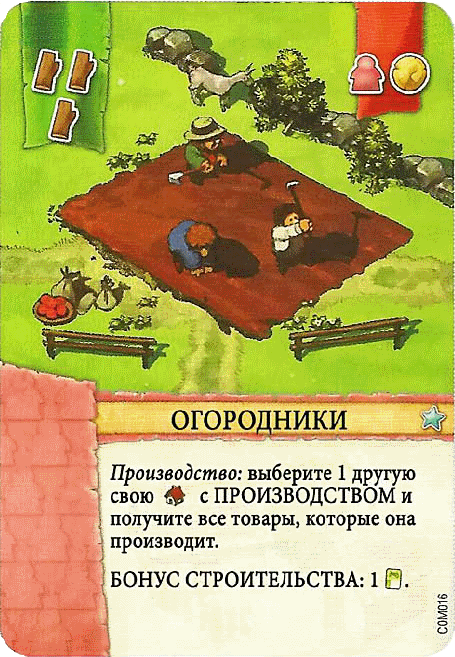 ОГОРОДНИКИ
Производство: выберите 1 другую
свою с ПРОИЗВОДСТВОМ и
получите все товары, которые она
производит.
БОНУС СТРОИТЕЛЬСТВА: 1 .
COM016